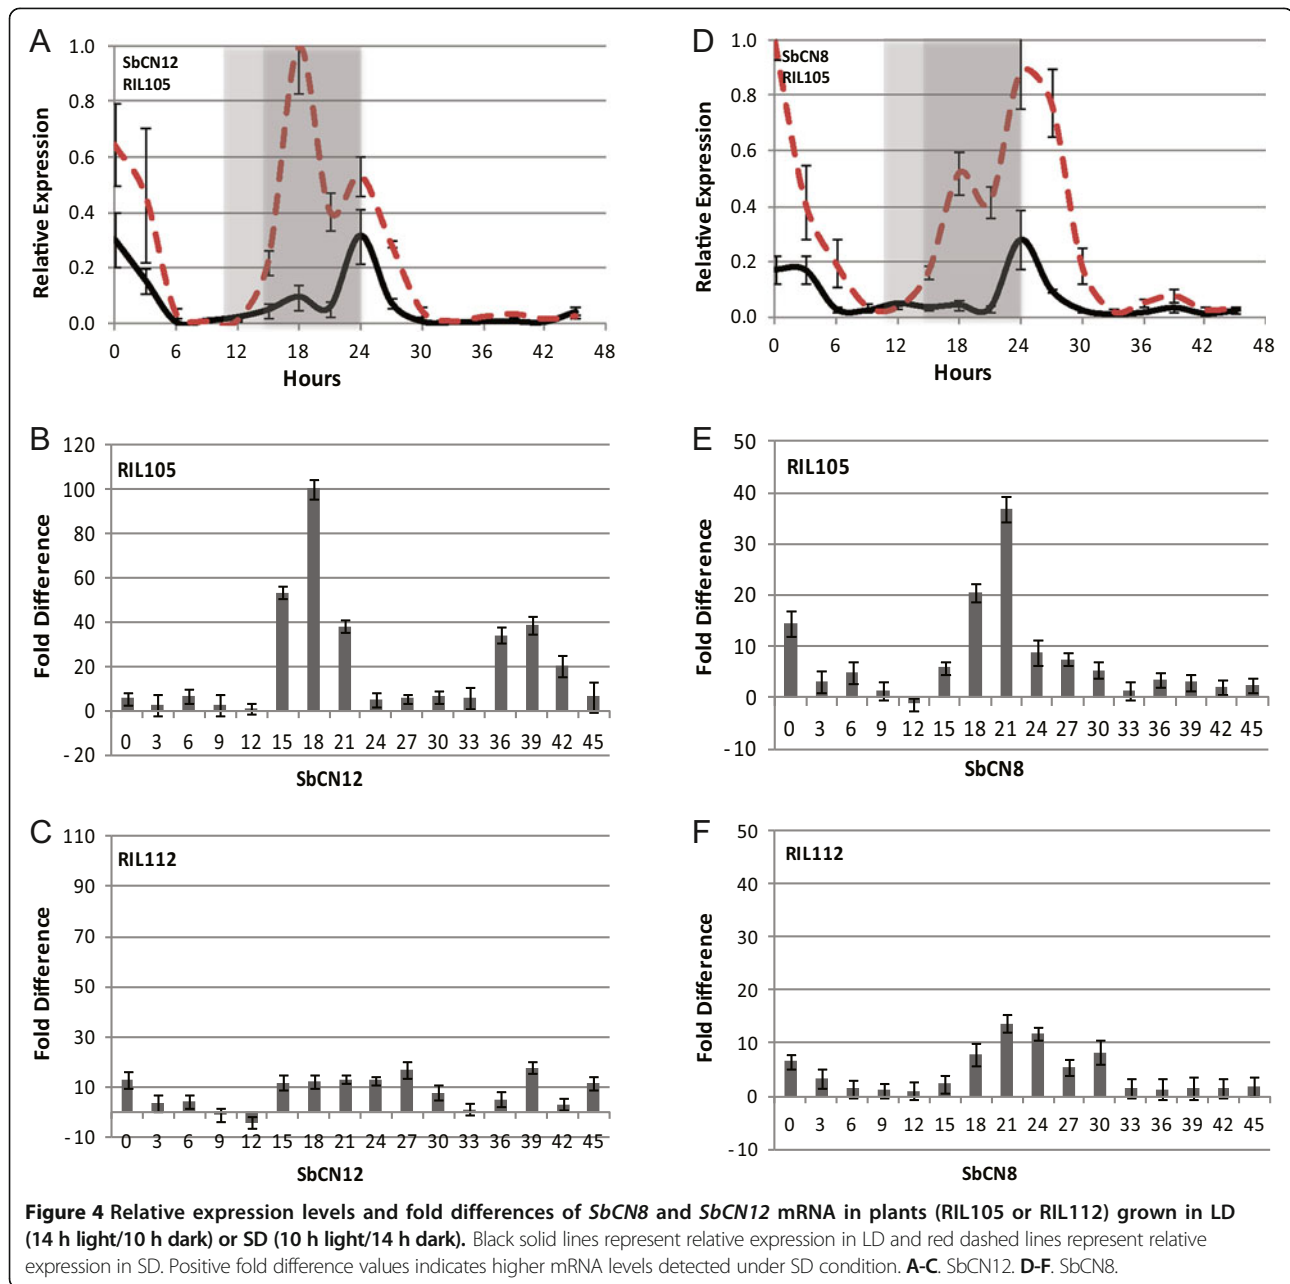 A
1.0
0.8
0.6
0.4
0.2
0.0
Relative Expression
SbCN12
RIL105
0 6 12 18 24 30 36 42 48
Hours
D
1.0
0.8
0.6
0.4
0.2
0.0
Relative Expression
SbCN8
RIL105
0 6 12 18 24 30 36 42 48
Hours
B
120
100
80
60
40
20
0
-20
Fold Difference
RIL105
0 3 6 9 12 15 18 21 24 27 30 33 36 39 42 45
SbCN12
E
50
40
30
20
10
0
-10
Fold Difference
RIL105
0 3 6 9 12 15 18 21 24 27 30 33 36 39 42 45
SbCN8
C
110
90
70
50
30
10
-10
Fold Difference
RIL112
0 3 6 9 12 15 18 21 24 27 30 33 36 39 42 45
SbCN12
F
50
40
30
20
10
0
-10
Fold Difference
RIL112
0 3 6 9 12 15 18 21 24 27 30 33 36 39 42 45
SbCN8
Figure 4 Relative expression levels and fold differences of SbCN8 and SbCN12 mRNA in plants (RIL105 or RIL112) grown in LD
(14 h light/10 h dark) or SD (10 h light/14 h dark). Black solid lines represent relative expression in LD and red dashed lines represent relative
expression in SD. Positive fold difference values indicates higher mRNA levels detected under SD condition. A-C. SbCN12. D-F. SbCN8.